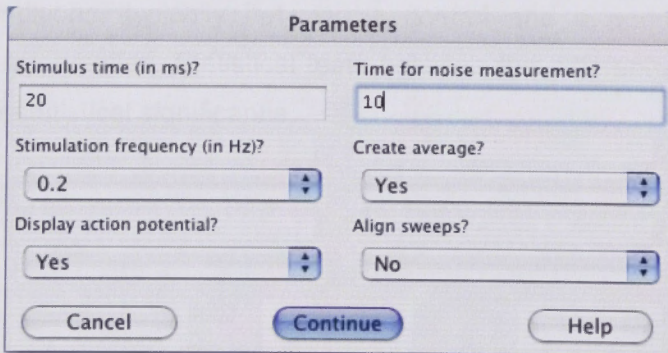 Parameters
Stimulus time (in ms)? Time for noise measurement?
20 10
Stimulation frequency (in Hz)? Create average?
0.2 Yes
Display action potential? Align sweeps?
Yes No
Cancel Continue Help